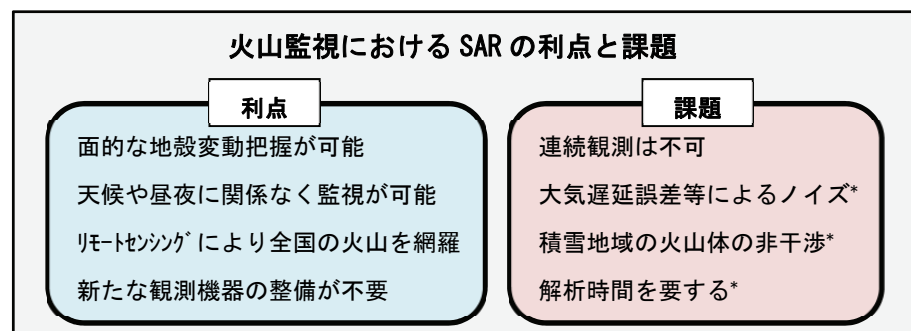 火山監視における SAR の利点と課題
利点
面的な地殻変動把握が可能
天候や昼夜に関係なく監視が可能
ﾘﾓｰﾄｾﾝｼﾝｸﾞにより全国の火山を網羅
新たな観測機器の整備が不要
課題
連続観測は不可
大気遅延誤差等によるノイズ*
積雪地域の火山体の非干渉*
解析時間を要する*